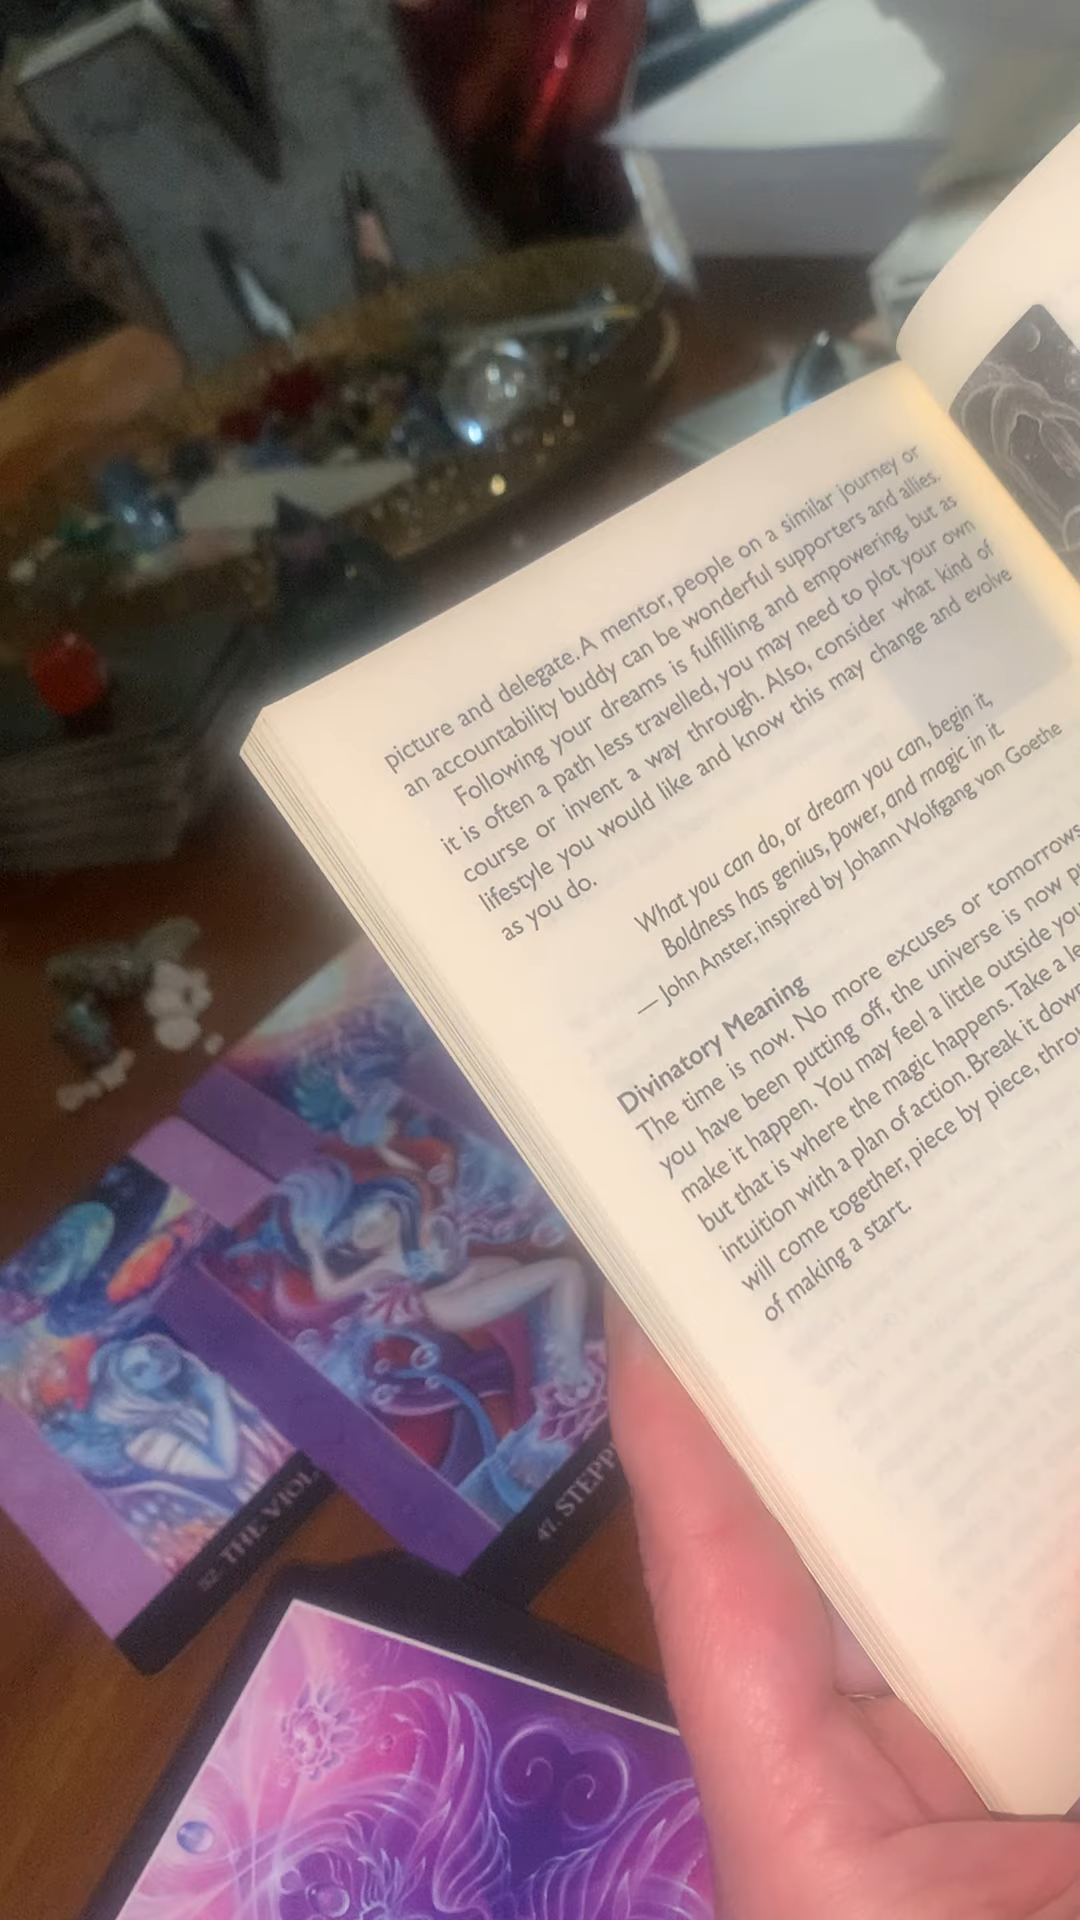 M
picture and delegate. A mentor, people on a similar journey or
an accountability buddy can be wonderful supporters and allies.
Following your dreams is fulfilling and empowering, but as
it is often a path less travelled, you may need to plot your own
course or invent a way through. Also, consider what kind of
lifestyle you would like and know this may change and evolve
as you do.
What you can do, or dream you can, begin it,
Boldness has genius, power, and magic in it.
— John Anster, inspired by Johann Wolfgang von Goethe
Divinatory Meaning
The time is now. No more excuses or tomorrows
you have been putting off, the universe is now
make it happen. You may feel a little outside
but that is where the magic happens. Take a
intuition with a plan of action. Break it down
will come together, piece by piece,
of making a start.
52. THE
47.